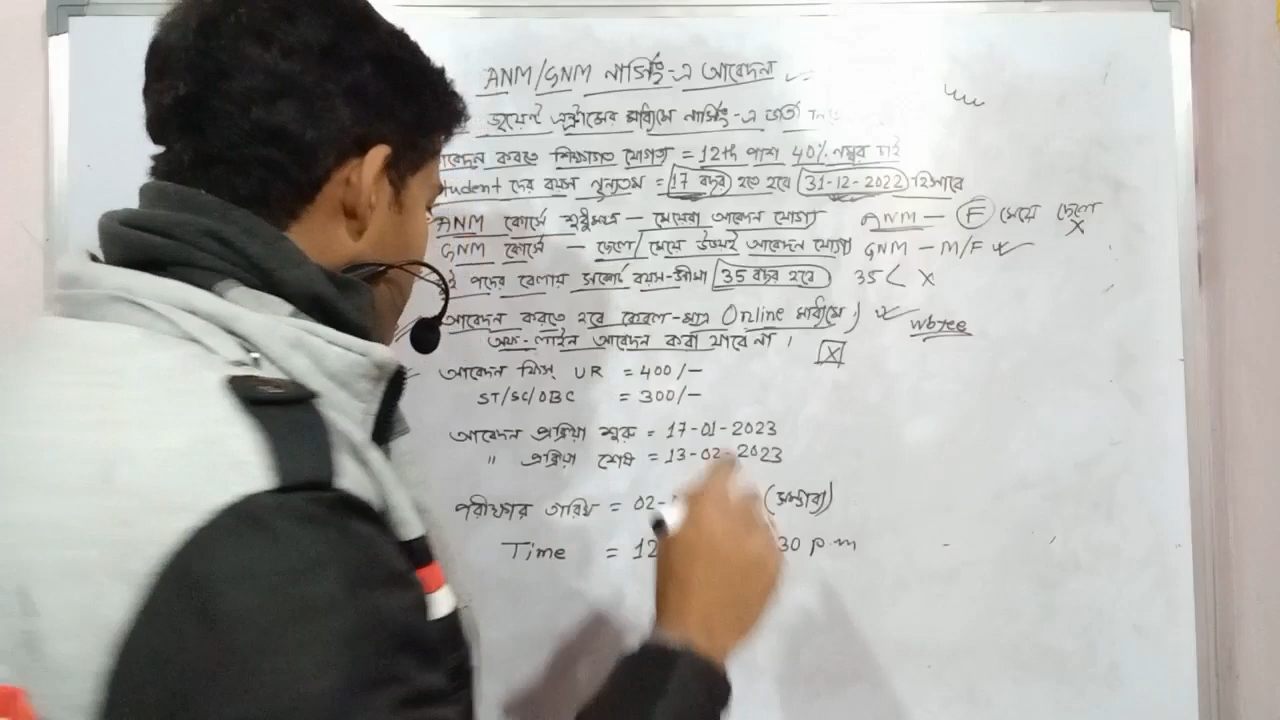 ANM/GNM নার্সিং-এ আবেদন
জয়েন্ট এন্ট্রান্সের মাধ্যমে নার্সিং-এ ভর্তি
আবেদন করতে শিক্ষাগত যোগ্যতা = 12th পাশ 40% নম্বর চাই
tudent দের বয়স ন্যূনতম = 17 বছর হতে হবে 31-12-2022 হিসাবে
ANM কোর্সে শুধুমাত্র — মেয়েরা আবেদন যোগ্য ANM — F মেয়ে ছেলে X
GNM কোর্সে — ছেলে/মেয়ে উভয়ই আবেদন যোগ্য GNM — M/F
ই পদের বেলায় সর্বোচ্চ বয়স-সীমা 35 বছর হবে 35 < X
আবেদন করতে হবে কেবল-মাত্র Online মাধ্যমে) wbjee
অফ-লাইন আবেদন করা যাবে না। X
আবেদন ফিস্ UR = 400/-
ST/SC/OBC = 300/-
আবেদন প্রক্রিয়া শুরু = 17-01-2023
" প্রক্রিয়া শেষ = 13-02-2023
পরীক্ষার তারিখ = 02- (সম্ভাব্য)
Time = 12 30 p.m